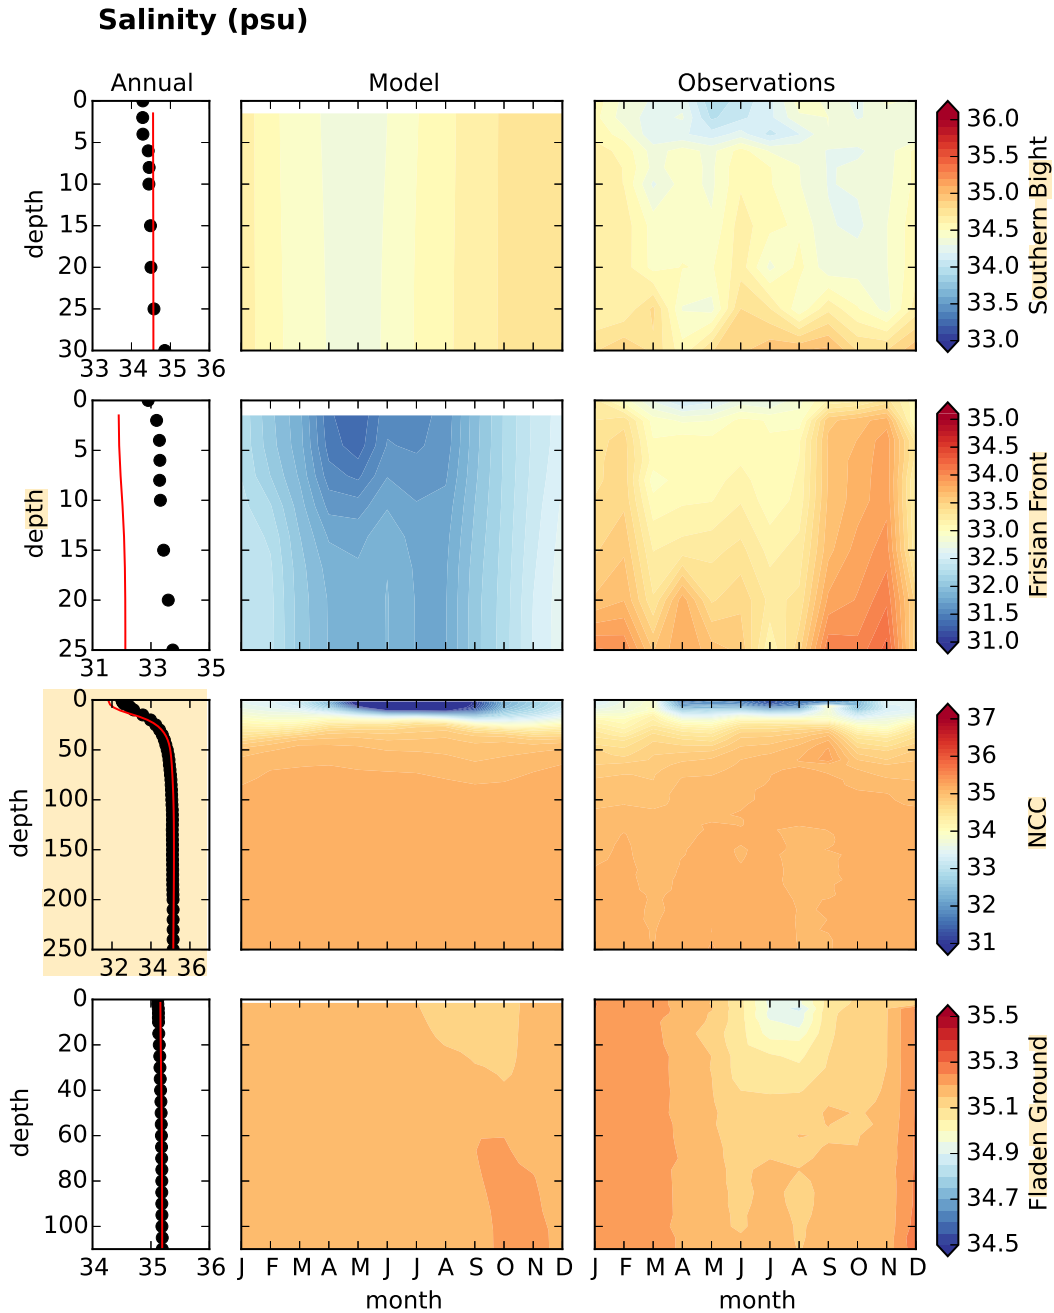 Salinity (psu)
Annual
Model
Observations
0
5
10
15
20
25
30
depth
33 34 35 36
36.0
35.5
35.0
34.5
34.0
33.5
33.0
Southern Bight
0
5
10
15
20
25
depth
31 33 35
35.0
34.5
34.0
33.5
33.0
32.5
32.0
31.5
31.0
Frisian Front
0
50
100
150
200
250
depth
32 34 36
37
36
35
34
33
32
31
NCC
0
20
40
60
80
100
depth
34 35 36
J F M A M J J A S O N D
month
J F M A M J J A S O N D
month
35.5
35.3
35.1
34.9
34.7
34.5
Fladen Ground